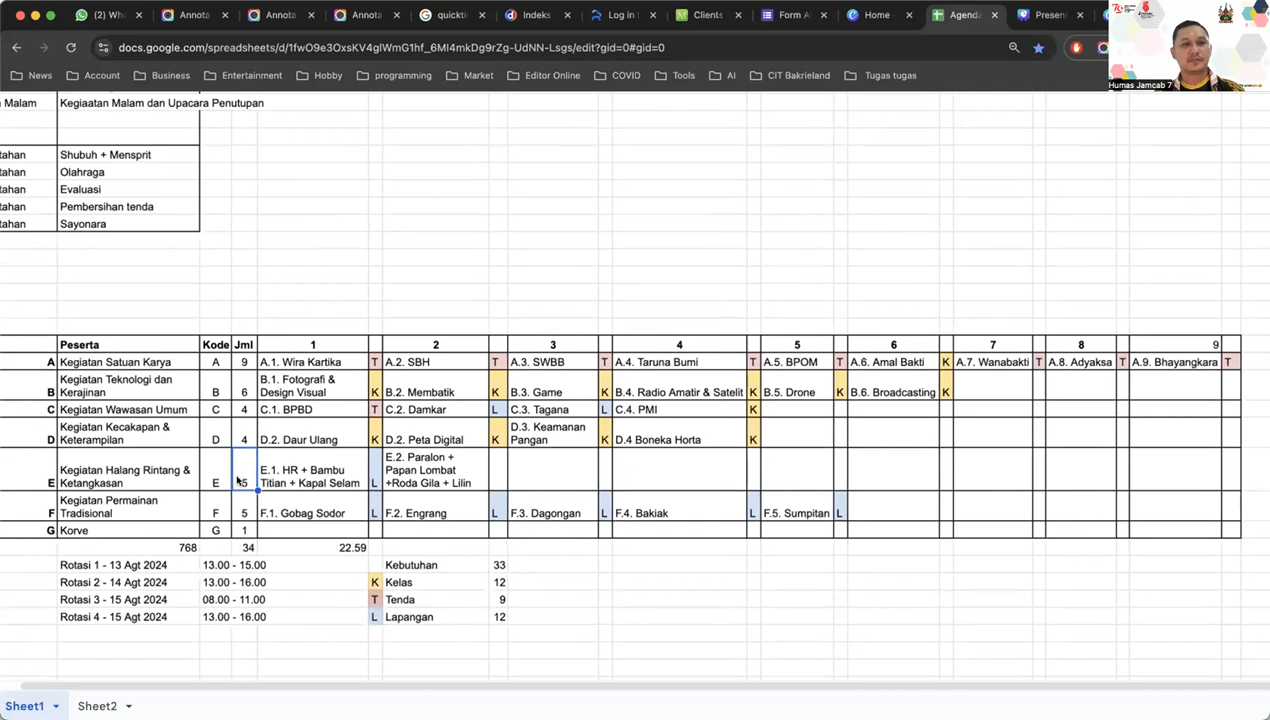 (2) Wha
Annota
Annota
Annota
quickti
Indeks
Log in
Clients
Form A
Home -
Agenda
Present
docs.google.com/spreadsheets/d/1fwO9e3OxsKV4glWmG1hf_6MI4mkDg9rZg-UdNN-Lsgs/edit?gid=0#gid=0
News Account Business Entertainment Hobby programming Market Editor Online COVID Tools AI CIT Bakrieland Tugas tugas
Humas Jamcab 7
n Malam Kegiaatan Malam dan Upacara Penutupan
tahan Shubuh + Mensprit
tahan Olahraga
tahan Evaluasi
tahan Pembersihan tenda
tahan Sayonara
Peserta Kode Jml 1 2 3 4 5 6 7 8 9
A Kegiatan Satuan Karya A 9 A.1. Wira Kartika T A.2. SBH T A.3. SWBB T A.4. Taruna Bumi T A.5. BPOM T A.6. Amal Bakti K A.7. Wanabakti T A.8. Adyaksa T A.9. Bhayangkara T
Kegiatan Teknologi dan B.1. Fotografi &
B Kerajinan B 6 Design Visual K B.2. Membatik K B.3. Game K B.4. Radio Amatir & Satelit K B.5. Drone K B.6. Broadcasting K
C Kegiatan Wawasan Umum C 4 C.1. BPBD T C.2. Damkar L C.3. Tagana L C.4. PMI K
Kegiatan Kecakapan & D.3. Keamanan
D Keterampilan D 4 D.2. Daur Ulang K D.2. Peta Digital K Pangan K D.4 Boneka Horta K
E.2. Paralon +
Kegiatan Halang Rintang & E.1. HR + Bambu Papan Lombat
E Ketangkasan E 5 Titian + Kapal Selam L +Roda Gila + Lilin
Kegiatan Permainan
F Tradisional F 5 F.1. Gobag Sodor L F.2. Engrang L F.3. Dagongan L F.4. Bakiak L F.5. Sumpitan L
G Korve G 1
768 34 22.59
Rotasi 1 - 13 Agt 2024 13.00 - 15.00 Kebutuhan 33
Rotasi 2 - 14 Agt 2024 13.00 - 16.00 K Kelas 12
Rotasi 3 - 15 Agt 2024 08.00 - 11.00 T Tenda 9
Rotasi 4 - 15 Agt 2024 13.00 - 16.00 L Lapangan 12
Sheet1 Sheet2